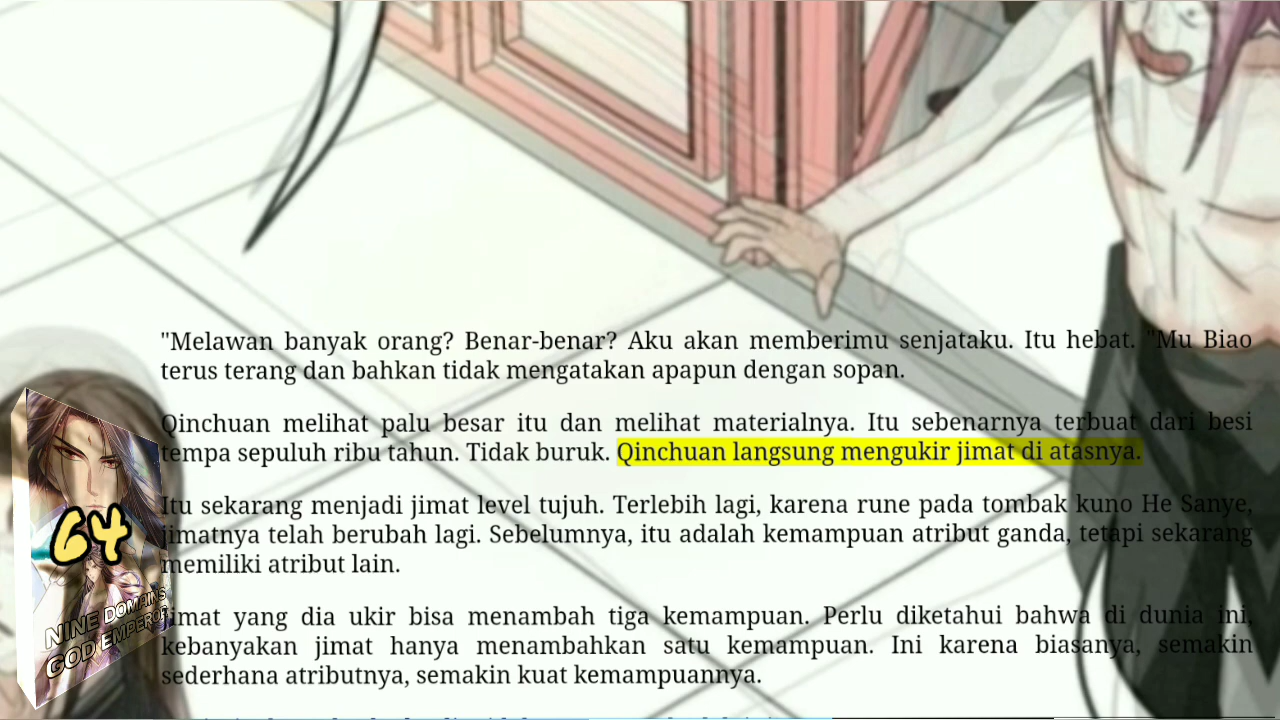 "Melawan banyak orang? Benar-benar? Aku akan memberimu senjataku. Itu hebat. "Mu Biao
terus terang dan bahkan tidak mengatakan apapun dengan sopan.
Qinchuan melihat palu besar itu dan melihat materialnya. Itu sebenarnya terbuat dari besi
tempa sepuluh ribu tahun. Tidak buruk. Qinchuan langsung mengukir jimat di atasnya.
Itu sekarang menjadi jimat level tujuh. Terlebih lagi, karena rune pada tombak kuno He Sanye,
jimatnya telah berubah lagi. Sebelumnya, itu adalah kemampuan atribut ganda, tetapi sekarang
memiliki atribut lain.
Jimat yang dia ukir bisa menambah tiga kemampuan. Perlu diketahui bahwa di dunia ini,
kebanyakan jimat hanya menambahkan satu kemampuan. Ini karena biasanya, semakin
sederhana atributnya, semakin kuat kemampuannya.
64
NINE DOMAINS
GOD EMPEROR